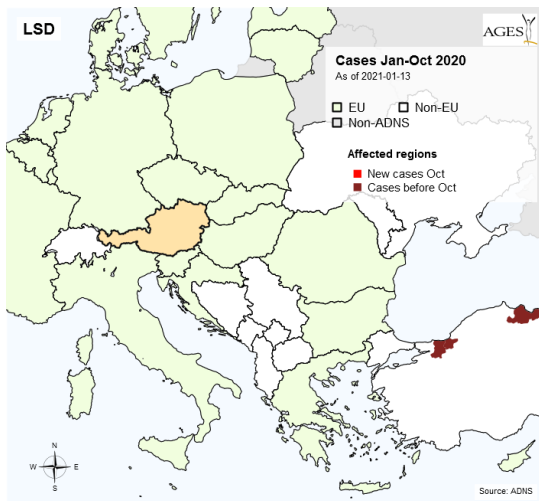 LSD
AGES
Cases Jan-Oct 2020
As of 2021-01-13
EU
Non-EU
Non-ADNS
Affected regions
New cases Oct
Cases before Oct
N
W E
S
Source: ADNS